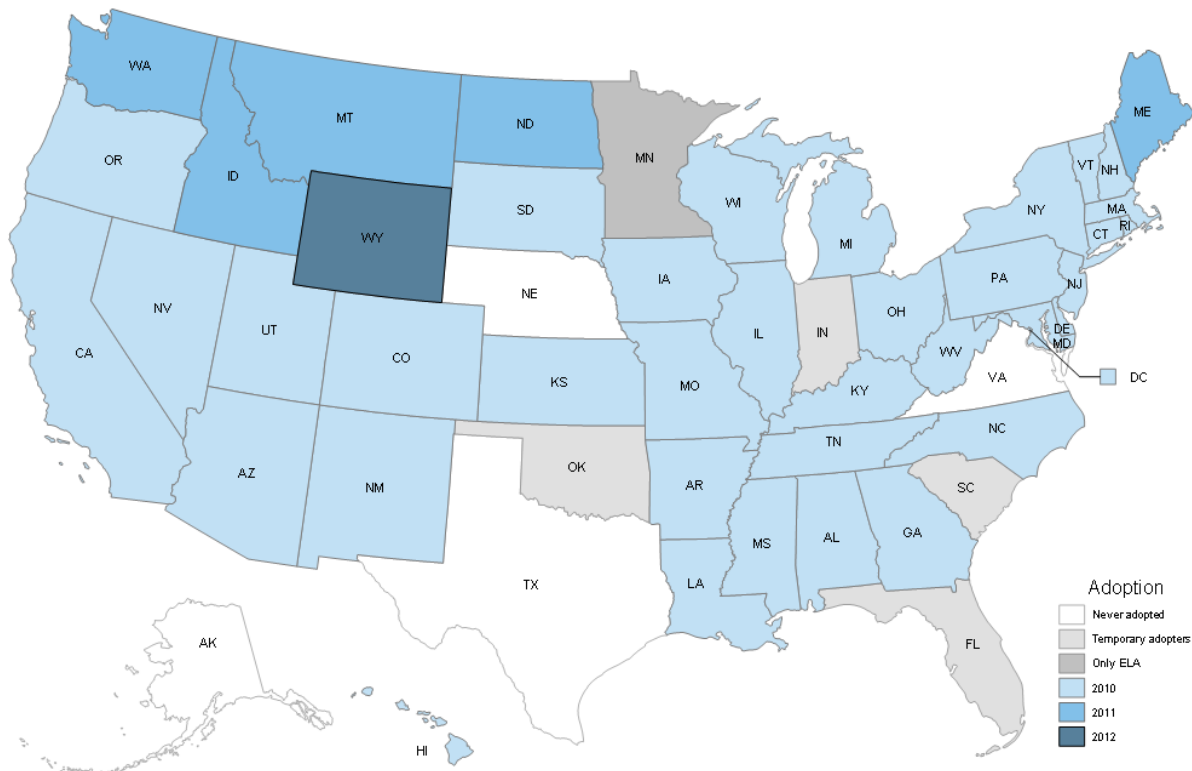 WA
MT
ND
MN
ME
OR
ID
WY
SD
WI
MI
NY
VT
NH
MA
CT
RI
NV
UT
CO
NE
IA
IL
IN
OH
PA
NJ
CA
KS
MO
KY
WV
VA
DE
MD
DC
AZ
NM
OK
AR
TN
NC
SC
MS
AL
GA
TX
LA
FL
AK
HI
Adoption
Never adopted
Temporary adopters
Only ELA
2010
2011
2012